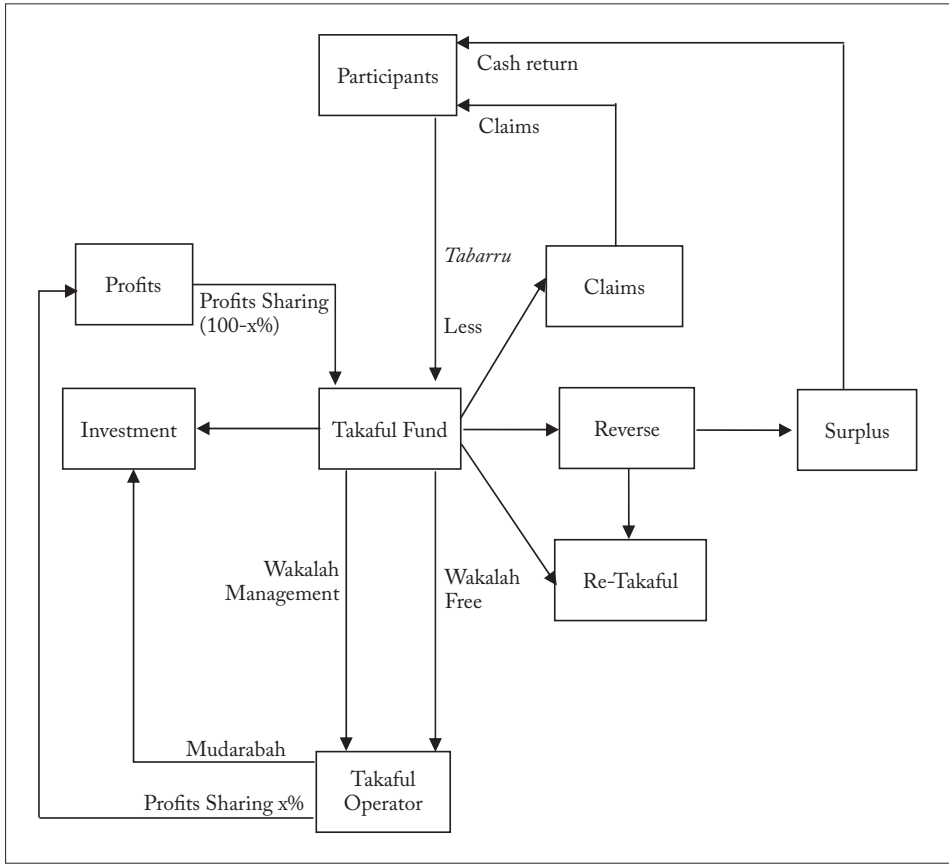 Participants
Cash return
Claims
Tabarru
Less
Claims
Profits
Profits Sharing
(100-x%)
Investment
Takaful Fund
Reverse
Surplus
Re-Takaful
Wakalah
Management
Wakalah
Free
Mudarabah
Profits Sharing x%
Takaful
Operator